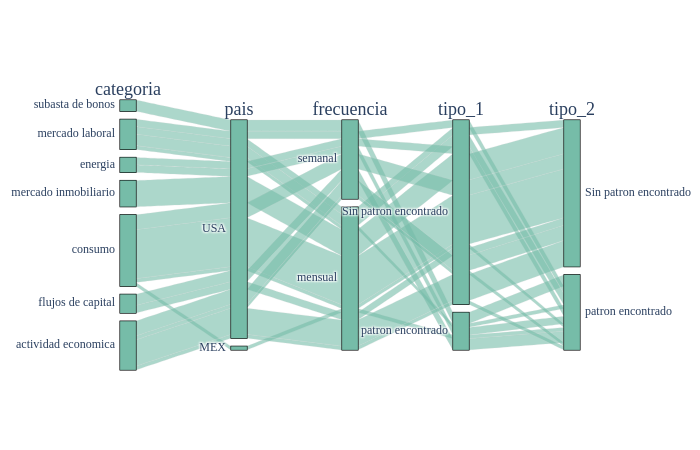 categoria
pais
frecuencia
tipo_1
tipo_2
subasta de bonos
mercado laboral
energia
mercado inmobiliario
consumo
flujos de capital
actividad economica
USA
MEX
semanal
mensual
Sin patron encontrado
patron encontrado
Sin patron encontrado
patron encontrado